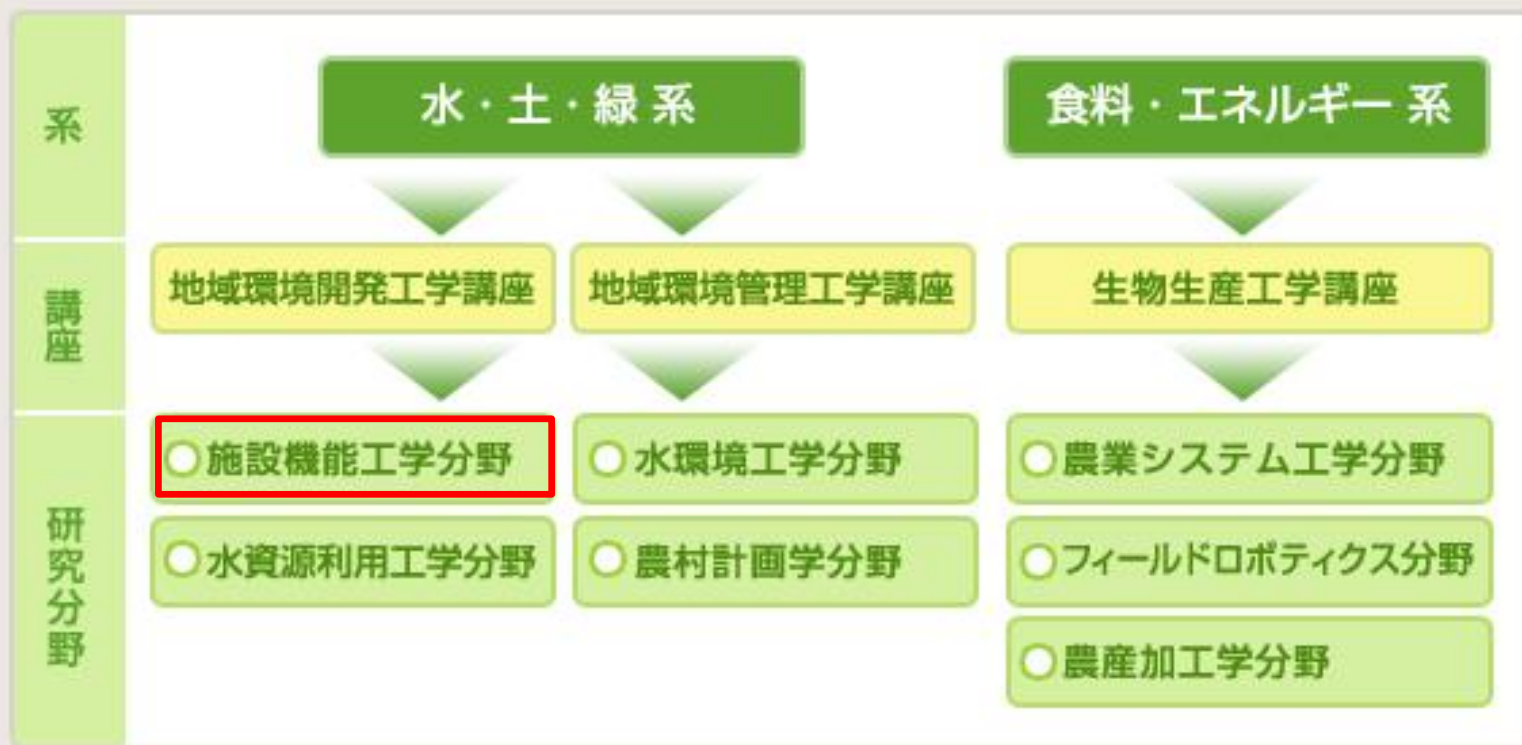 系
水・土・緑 系
食料・エネルギー 系
講座
地域環境開発工学講座
地域環境管理工学講座
生物生産工学講座
研究分野
施設機能工学分野
水環境工学分野
農業システム工学分野
水資源利用工学分野
農村計画学分野
フィールドロボティクス分野
農産加工学分野